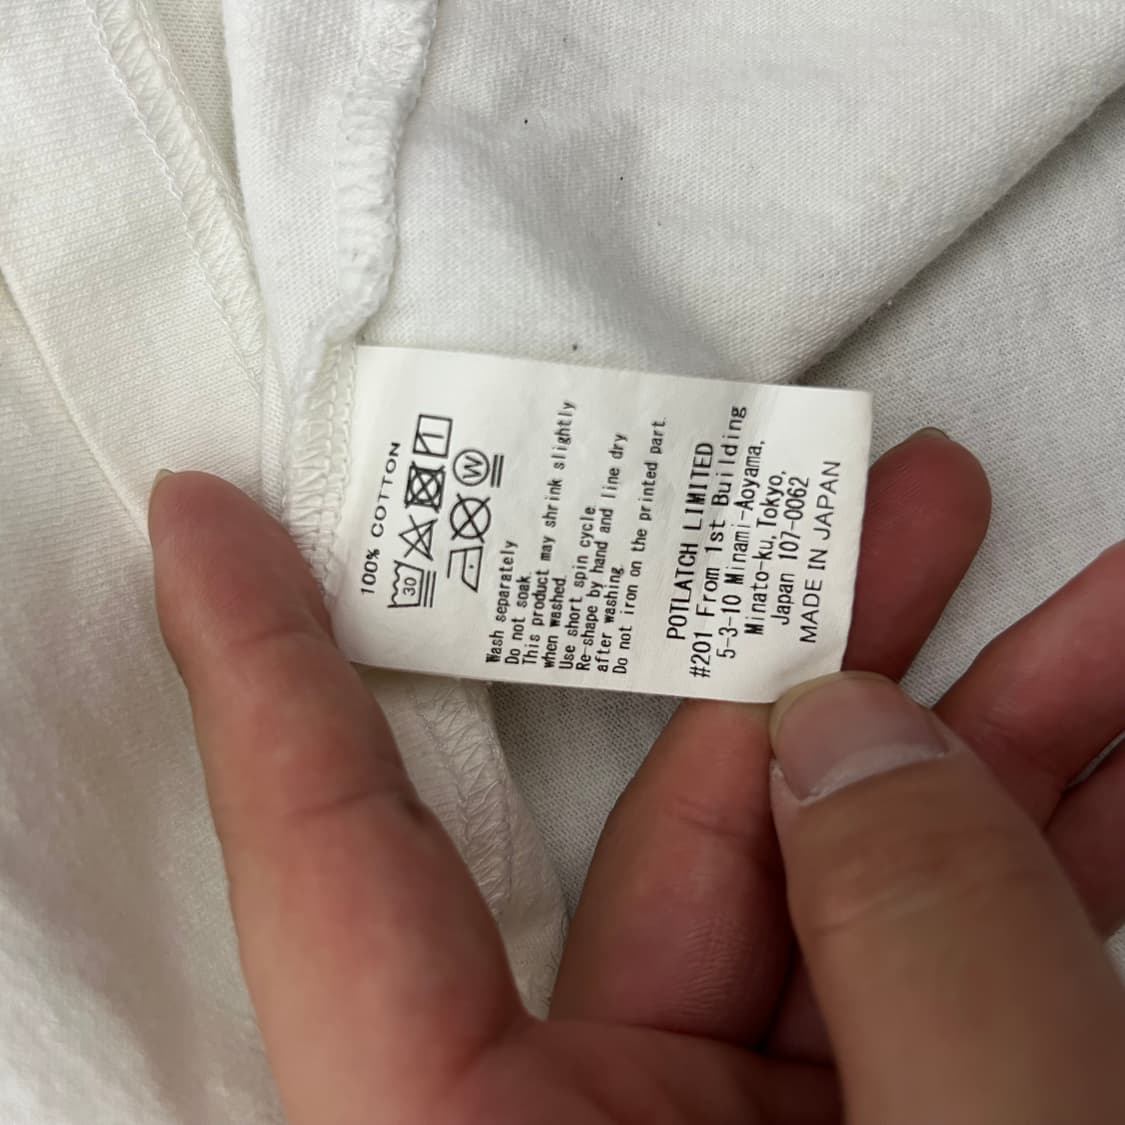 100% COTTON
30
W
Wash separately
Do not soak.
This product may shrink slightly
when washed.
Use short spin cycle.
Re-shape by hand and line dry
after washing.
Do not iron on the printed part.
POTLATCH LIMITED
#201 From 1st Building
5-3-10 Minami-Aoyama,
Minato-ku, Tokyo,
Japan 107-0062
MADE IN JAPAN